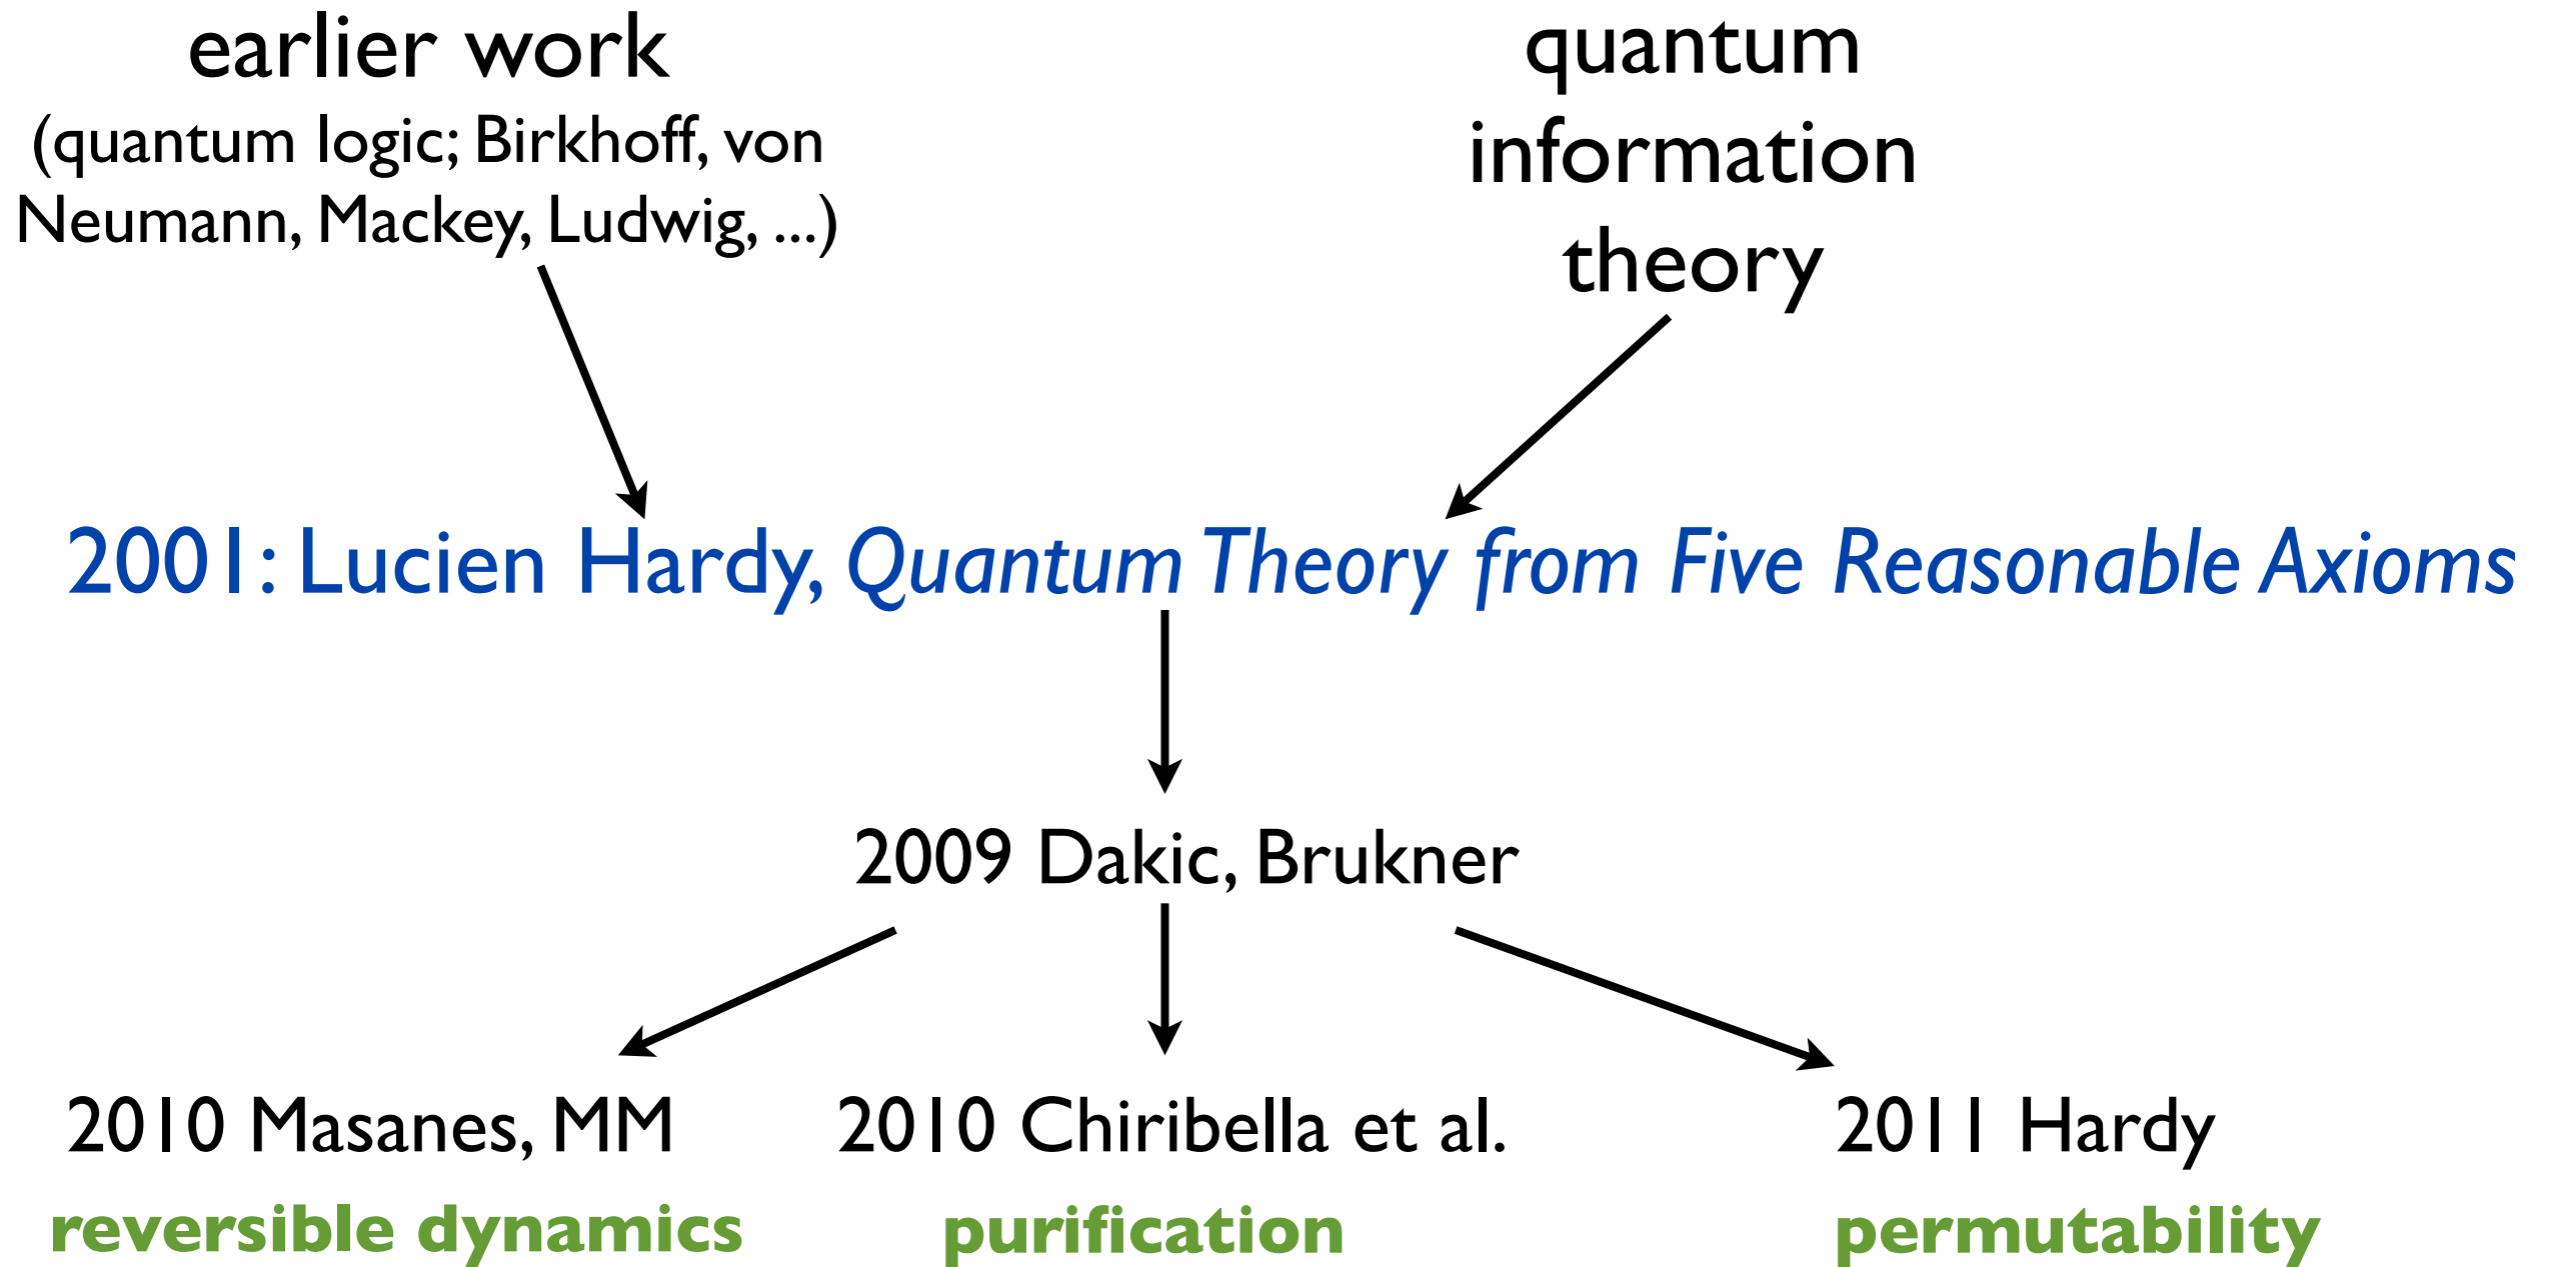 earlier work
(quantum logic; Birkhoff, von
Neumann, Mackey, Ludwig, ...)
quantum
information
theory
2001: Lucien Hardy, Quantum Theory from Five Reasonable Axioms
2009 Dakic, Brukner
2010 Masanes, MM
reversible dynamics
2010 Chiribella et al.
purification
2011 Hardy
permutability